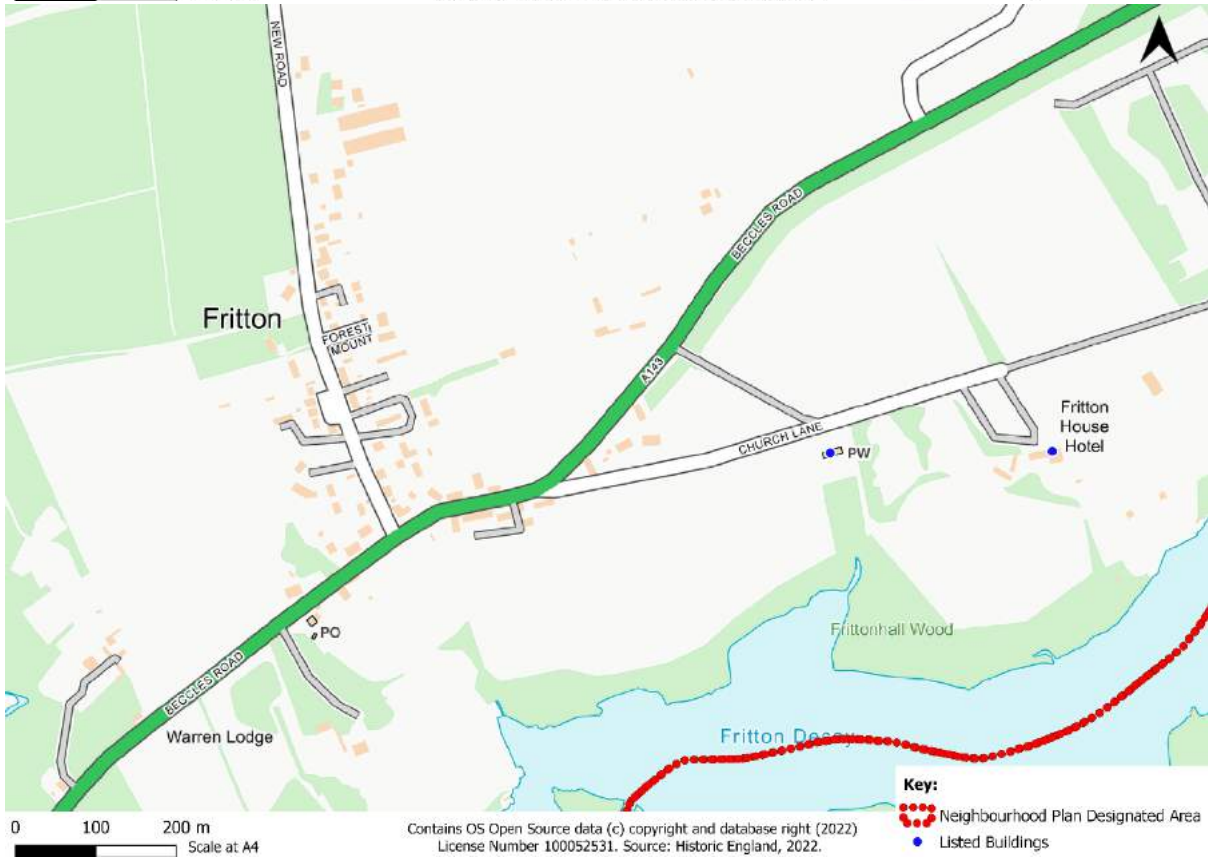 NEW ROAD
Fritton
FOREST
MOUNT
BECCLES ROAD
A143
CHURCH LANE
PW
Fritton
House
Hotel
PO
Frittonhall Wood
BECCLES ROAD
Warren Lodge
Fritton Decoy
Key:
Neighbourhood Plan Designated Area
Listed Buildings
0 100 200 m
Scale at A4
Contains OS Open Source data (c) copyright and database right (2022)
License Number 100052531. Source: Historic England, 2022.